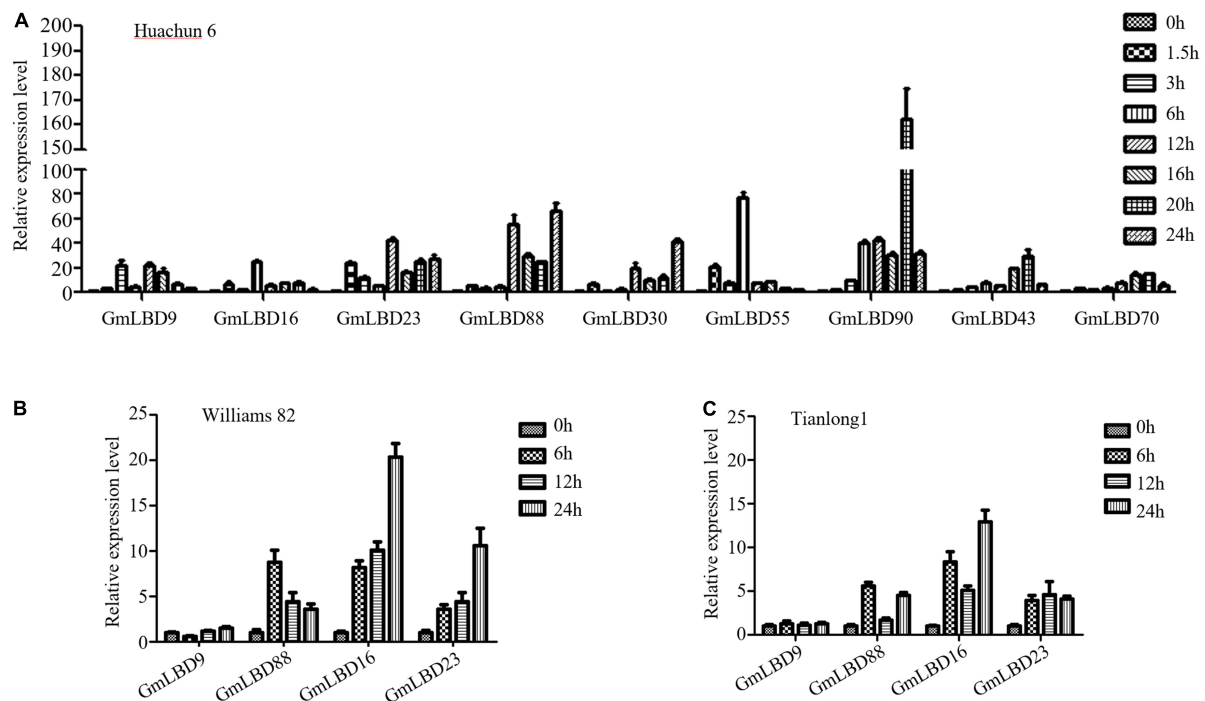 A
Huachun 6
Relative expression level
200
190
180
170
160
150
100
80
60
40
20
0
GmLBD9 GmLBD16 GmLBD23 GmLBD88 GmLBD30 GmLBD55 GmLBD90 GmLBD43 GmLBD70
0h
1.5h
3h
6h
12h
16h
20h
24h
B
Williams 82
Relative expression level
25
20
15
10
5
0
GmLBD9 GmLBD88 GmLBD16 GmLBD23
0h
6h
12h
24h
C
Tianlong1
Relative expression level
25
20
15
10
5
0
GmLBD9 GmLBD88 GmLBD16 GmLBD23
0h
6h
12h
24h